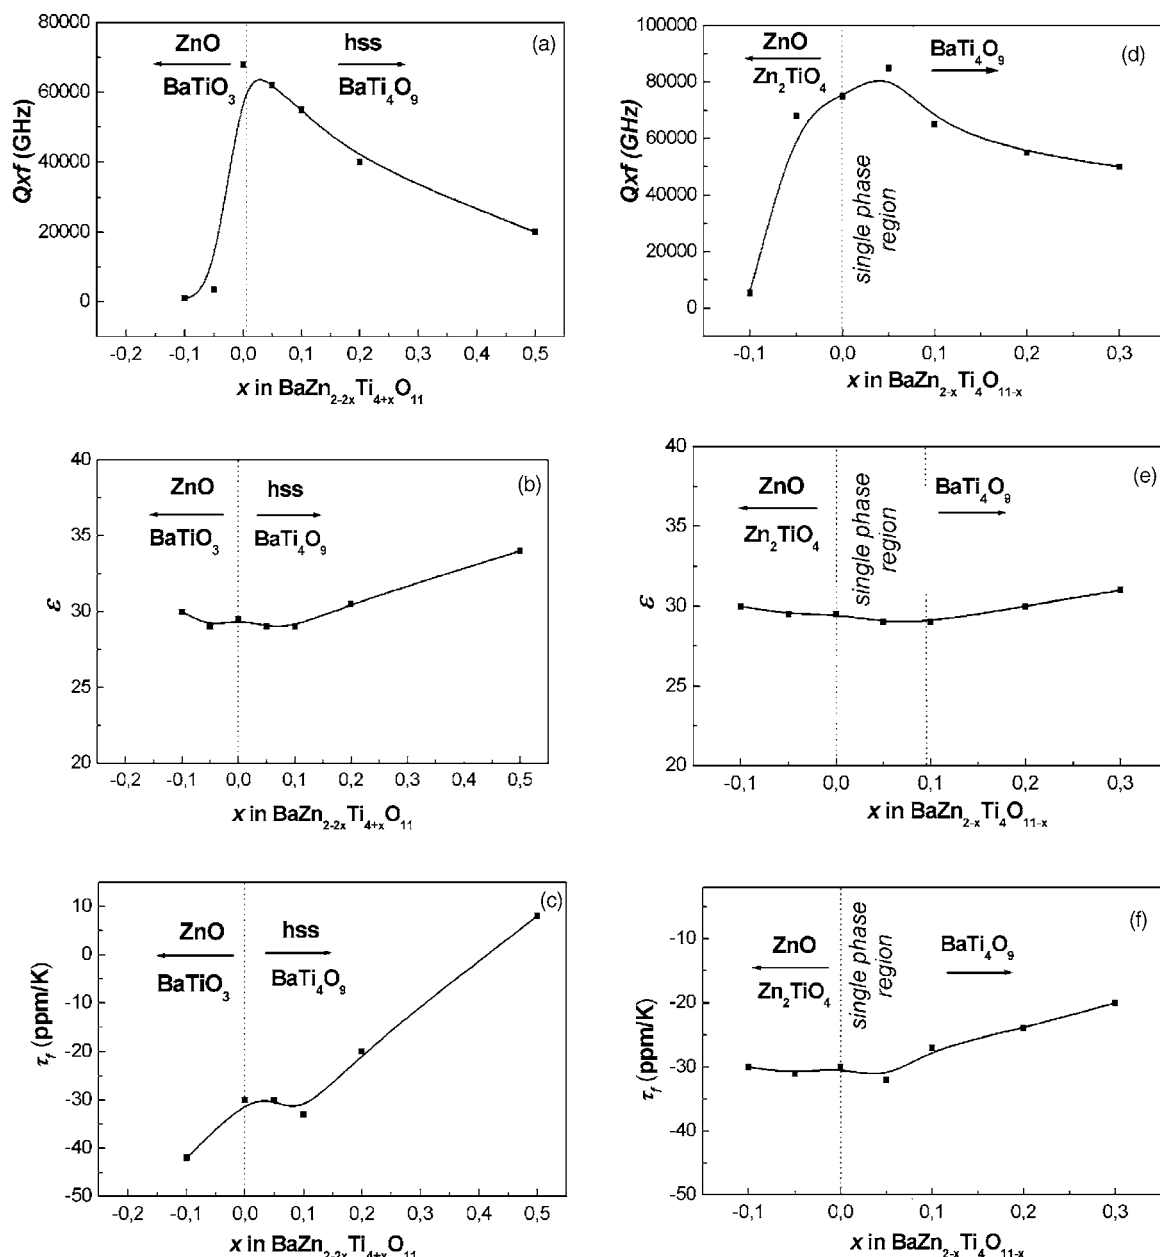 (a)
80000
60000
40000
20000
0
Qxf (GHz)
ZnO
BaTiO3
hss
BaTi4O9
-0,2 -0,1 0,0 0,1 0,2 0,3 0,4 0,5
x in BaZn2-2xTi4+xO11
(d)
100000
80000
60000
40000
20000
0
Qxf (GHz)
ZnO
Zn2TiO4
BaTi4O9
single phase
region
-0,1 0,0 0,1 0,2 0,3
x in BaZn2-xTi4O11-x
(b)
40
35
30
25
20
ε
ZnO
BaTiO3
hss
BaTi4O9
-0,2 -0,1 0,0 0,1 0,2 0,3 0,4 0,5
x in BaZn2-2xTi4+xO11
(e)
40
35
30
25
20
ε
ZnO
Zn2TiO4
single phase
region
BaTi4O9
-0,1 0,0 0,1 0,2 0,3
x in BaZn2-xTi4O11-x
(c)
10
0
-10
-20
-30
-40
-50
τf (ppm/K)
ZnO
BaTiO3
hss
BaTi4O9
-0,2 -0,1 0,0 0,1 0,2 0,3 0,4 0,5
x in BaZn2-2xTi4+xO11
(f)
-10
-20
-30
-40
-50
τf (ppm/K)
ZnO
Zn2TiO4
single phase
region
BaTi4O9
-0,1 0,0 0,1 0,2 0,3
x in BaZn2-xTi4O11-x